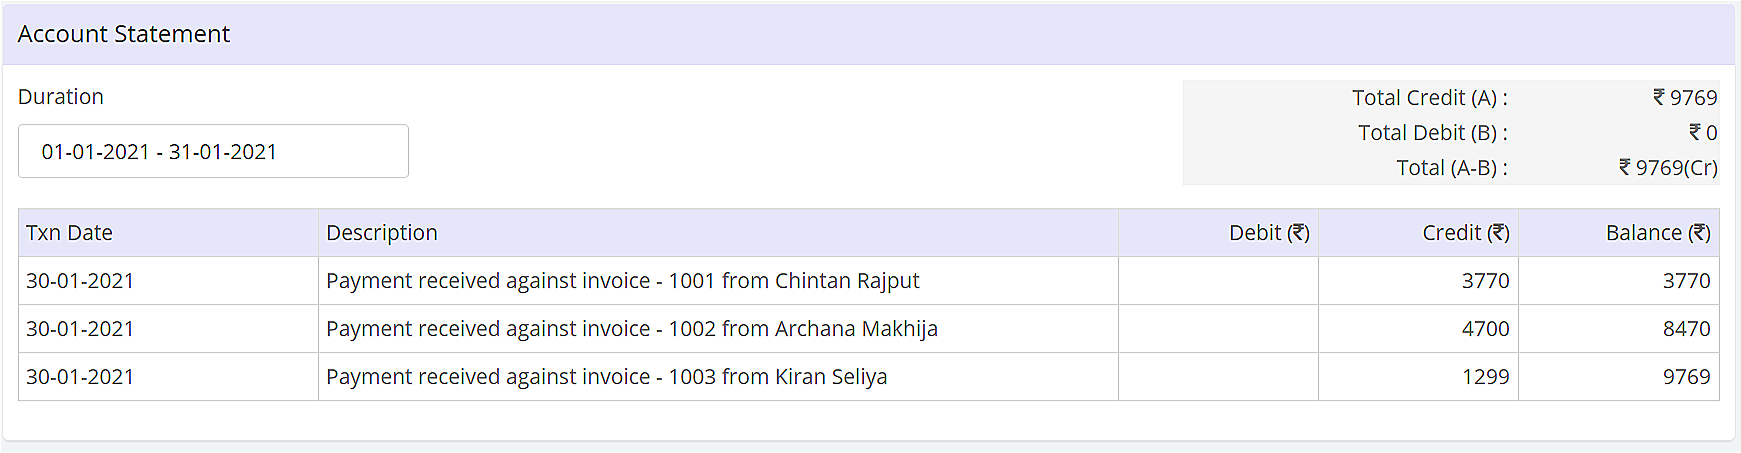 Account Statement
Duration
01-01-2021 - 31-01-2021
Total Credit (A) : ₹ 9769
Total Debit (B) : ₹ 0
Total (A-B) : ₹ 9769(Cr)
Txn Date Description Debit (₹) Credit (₹) Balance (₹)
30-01-2021 Payment received against invoice - 1001 from Chintan Rajput 3770 3770
30-01-2021 Payment received against invoice - 1002 from Archana Makhija 4700 8470
30-01-2021 Payment received against invoice - 1003 from Kiran Seliya 1299 9769